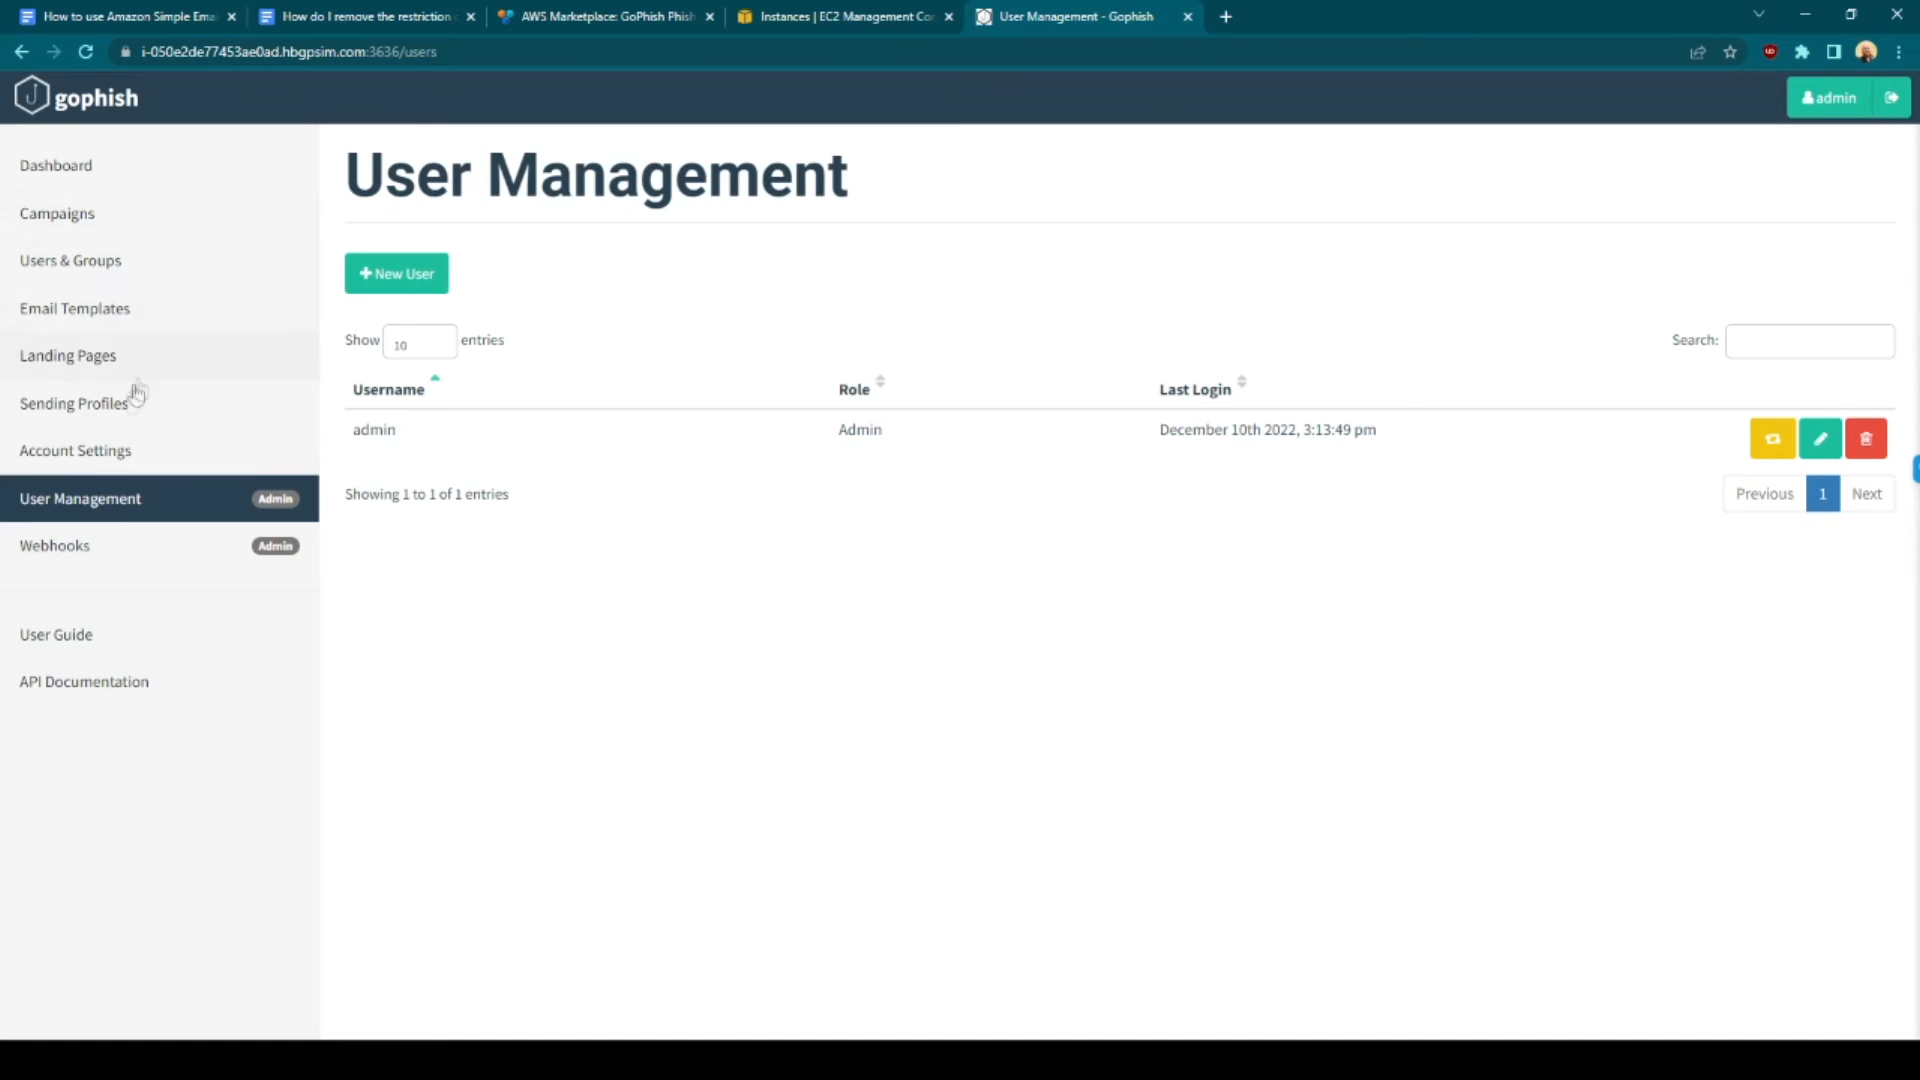 How to use Amazon Simple Ema
How do I remove the restriction
AWS Marketplace: GoPhish Phish
Instances | EC2 Management Co
User Management - Gophish
i-050e2de77453ae0ad.hbgpsim.com:3636/users
gophish
admin
Dashboard
Campaigns
Users & Groups
Email Templates
Landing Pages
Sending Profiles
Account Settings
User Management Admin
Webhooks Admin
User Guide
API Documentation
User Management
New User
Show 10 entries
Search:
Username Role Last Login
admin Admin December 10th 2022, 3:13:49 pm
Showing 1 to 1 of 1 entries
Previous 1 Next